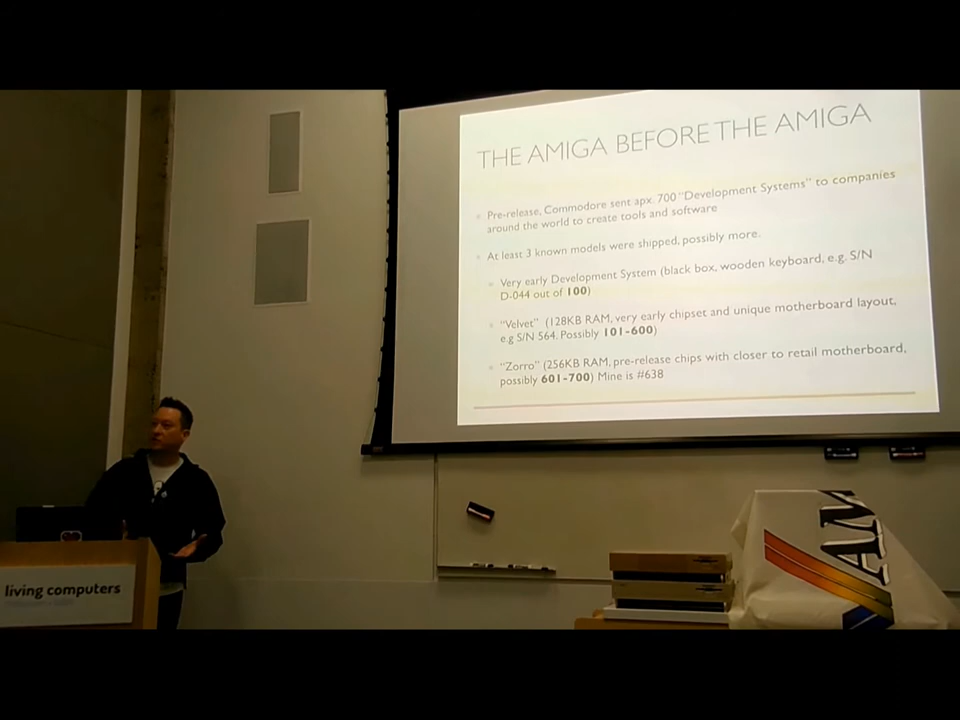 THE AMIGA BEFORE THE AMIGA
Pre-release, Commodore sent apx 700 "Development Systems" to companies
around the world to create tools and software
At least 3 known models were shipped, possibly more.
Very early Development System (black box, wooden keyboard, e.g. S/N
D-044 out of 100)
"Velvet" (128KB RAM, very early chipset and unique motherboard layout,
e.g S/N 564. Possibly 101-600)
"Zorro" (256KB RAM, pre-release chips with closer to retail motherboard,
possibly 601-700) Mine is #638
living computers
AM